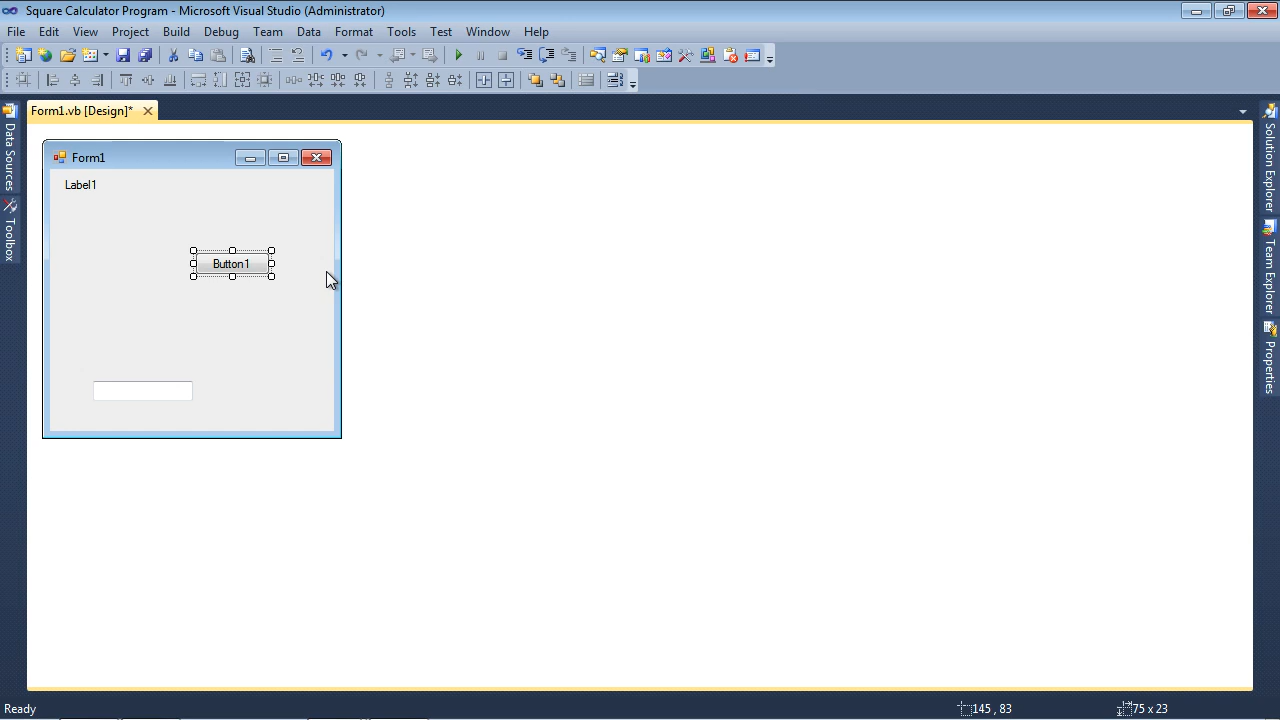 Square Calculator Program - Microsoft Visual Studio (Administrator)
File Edit View Project Build Debug Team Data Format Tools Test Window Help
Form1.vb [Design]*
Data Sources
Toolbox
Form1
Label1
Button1
Solution Explorer
Team Explorer
Properties
Ready
145 , 83
75 x 23